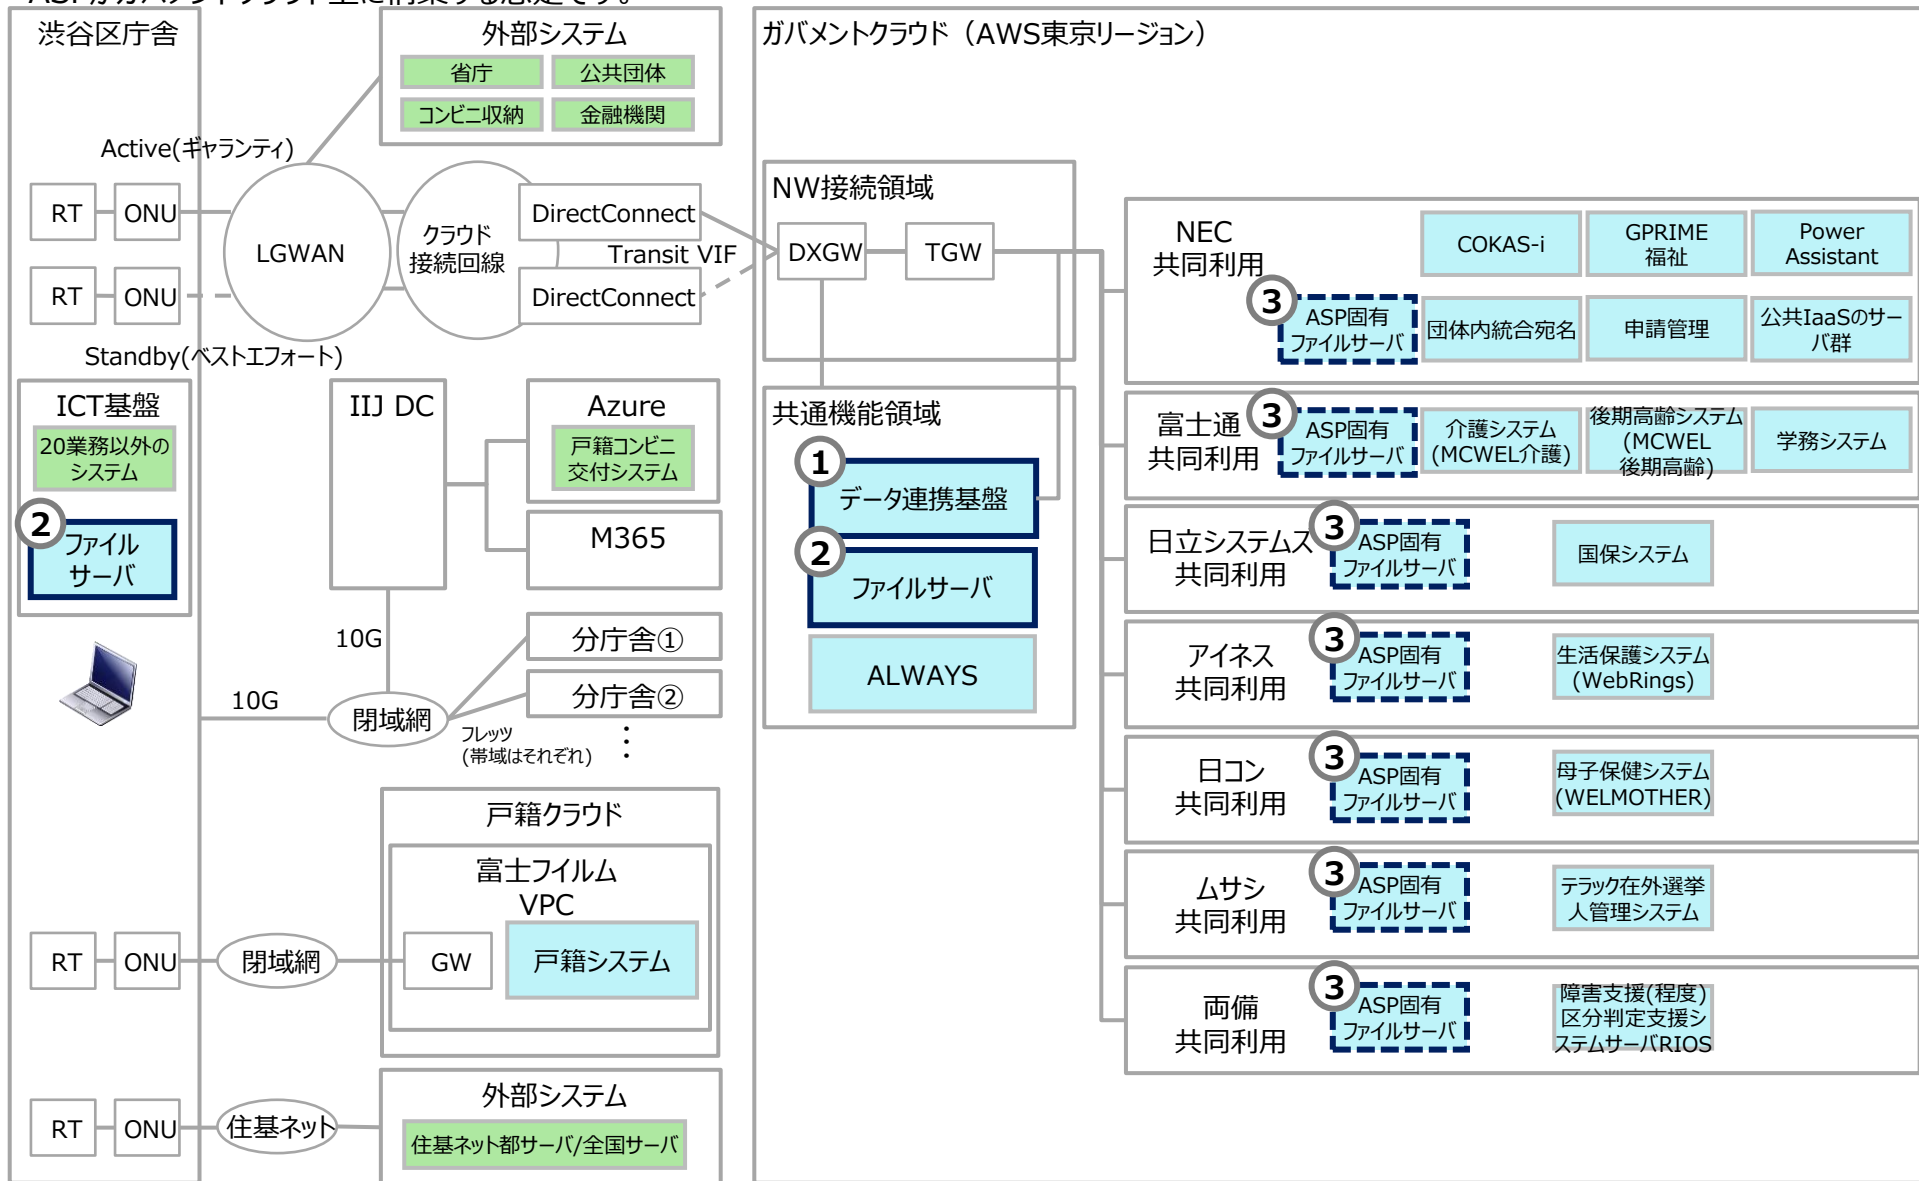 渋谷区庁舎
外部システム
省庁
公共団体
コンビニ収納
金融機関
Active(ギャランティ)
RT
ONU
LGWAN
クラウド
接続回線
DirectConnect
Transit VIF
DirectConnect
RT
ONU
Standby(ベストエフォート)
ICT基盤
20業務以外の
システム
2
ファイル
サーバ
IIJ DC
Azure
戸籍コンビニ
交付システム
M365
10G
分庁舎①
分庁舎②
10G
閉域網
フレッツ
(帯域はそれぞれ)
⋮
戸籍クラウド
富士フイルム
VPC
RT
ONU
閉域網
GW
戸籍システム
外部システム
RT
ONU
住基ネット
住基ネット都サーバ/全国サーバ
ガバメントクラウド（AWS東京リージョン）
NW接続領域
DXGW
TGW
共通機能領域
1
データ連携基盤
2
ファイルサーバ
ALWAYS
NEC
共同利用
COKAS-i
GPRIME
福祉
Power
Assistant
3
ASP固有
ファイルサーバ
団体内統合宛名
申請管理
公共IaaSのサー
バ群
富士通
共同利用
3
ASP固有
ファイルサーバ
介護システム
(MCWEL介護)
後期高齢システム
(MCWEL
後期高齢)
学務システム
日立システムズ
共同利用
3
ASP固有
ファイルサーバ
国保システム
アイネス
共同利用
3
ASP固有
ファイルサーバ
生活保護システム
(WebRings)
日コン
共同利用
3
ASP固有
ファイルサーバ
母子保健システム
(WELMOTHER)
ムサシ
共同利用
3
ASP固有
ファイルサーバ
テラック在外選挙
人管理システム
両備
共同利用
3
ASP固有
ファイルサーバ
障害支援(程度)
区分判定支援シ
ステムサーバRIOS